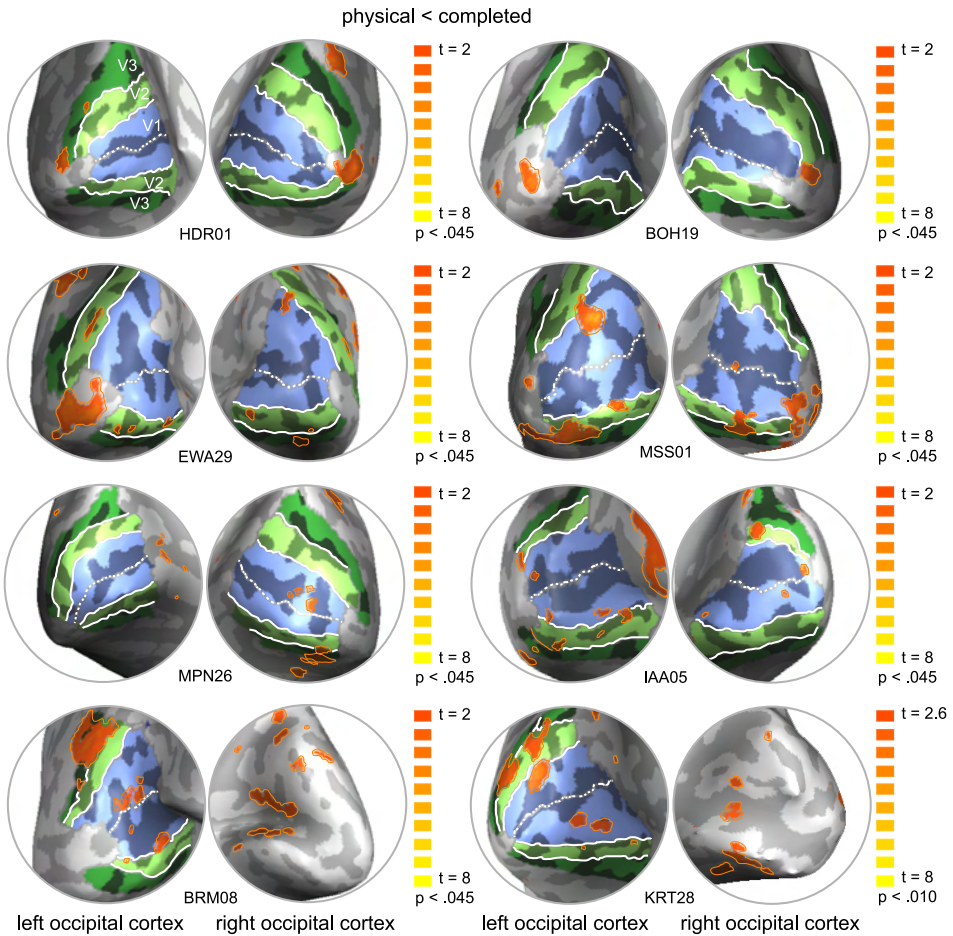 physical < completed
V3
V2
V1
V2
V3
t = 2
t = 8
p < .045
HDR01
t = 2
t = 8
p < .045
BOH19
t = 2
t = 8
p < .045
EWA29
t = 2
t = 8
p < .045
MSS01
t = 2
t = 8
p < .045
MPN26
t = 2
t = 8
p < .045
IAA05
t = 2
t = 8
p < .045
BRM08
t = 2.6
t = 8
p < .010
KRT28
left occipital cortex right occipital cortex left occipital cortex right occipital cortex